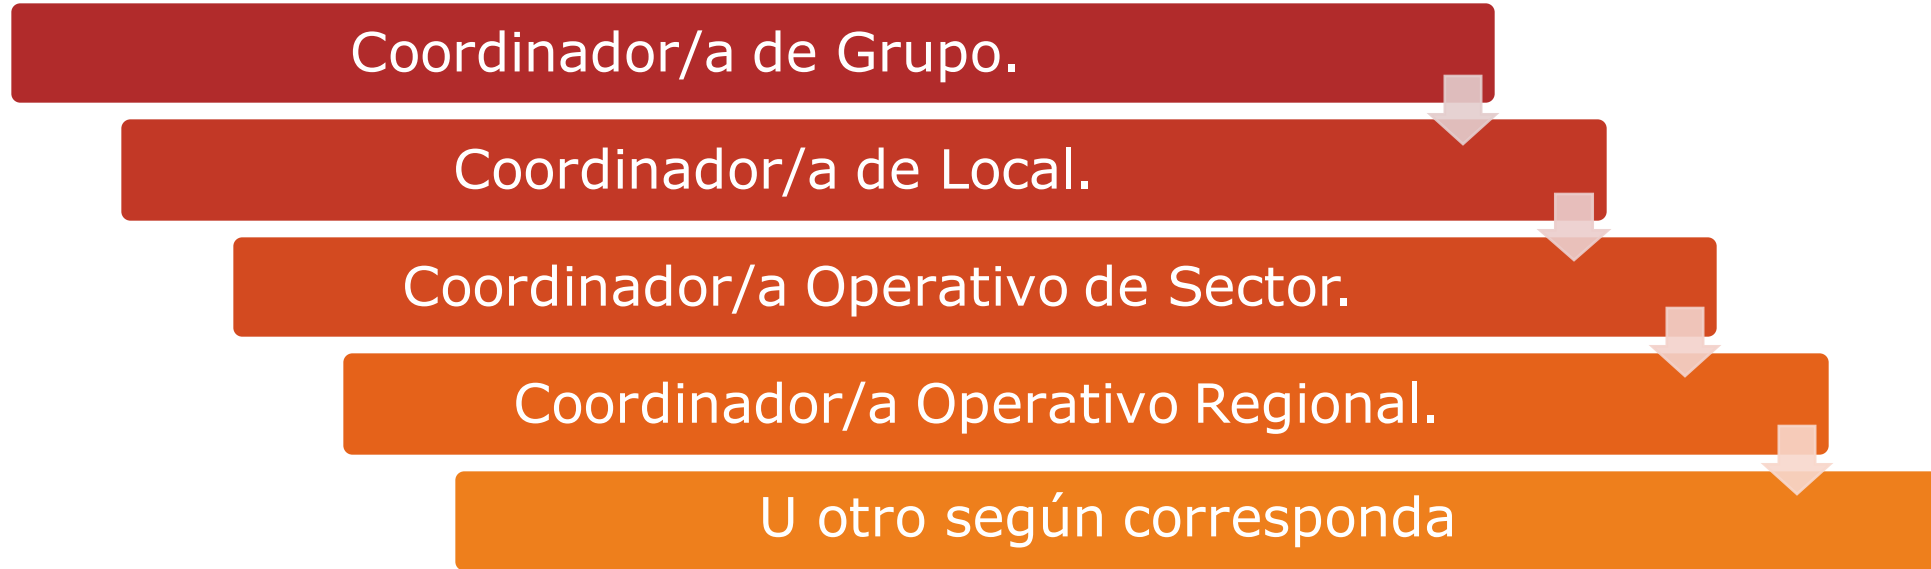 Coordinador/a de Grupo.
Coordinador/a de Local.
Coordinador/a Operativo de Sector.
Coordinador/a Operativo Regional.
U otro según corresponda